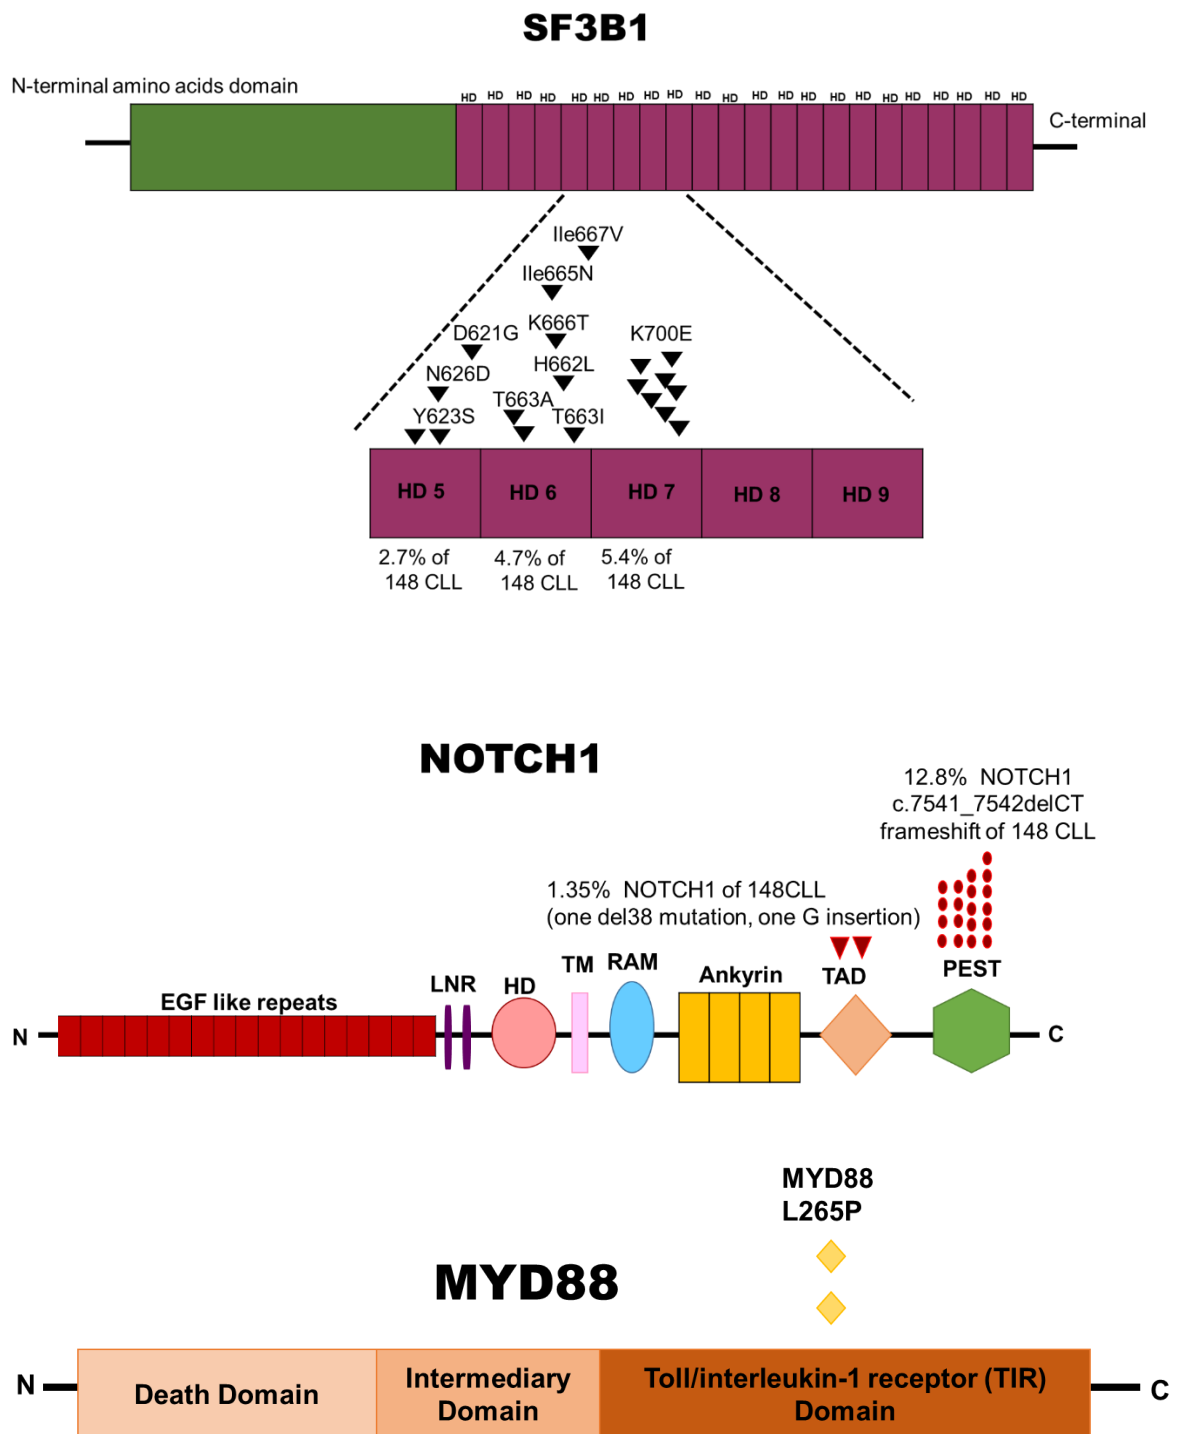 SF3B1
N-terminal amino acids domain
HD HD HD HD HD HD HD HD HD HD HD HD HD HD HD HD HD HD HD HD HD HD
C-terminal
Ile667V
Ile665N
K666T
D621G
K700E
H662L
N626D
T663A
Y623S
T663I
HD 5
HD 6
HD 7
HD 8
HD 9
2.7% of
148 CLL
4.7% of
148 CLL
5.4% of
148 CLL
NOTCH1
12.8% NOTCH1
c.7541_7542delCT
frameshift of 148 CLL
1.35% NOTCH1 of 148CLL
(one del38 mutation, one G insertion)
EGF like repeats
LNR
HD
TM
RAM
Ankyrin
TAD
PEST
N
C
MYD88
L265P
MYD88
N
Death Domain
Intermediary
Domain
Toll/interleukin-1 receptor (TIR)
Domain
C